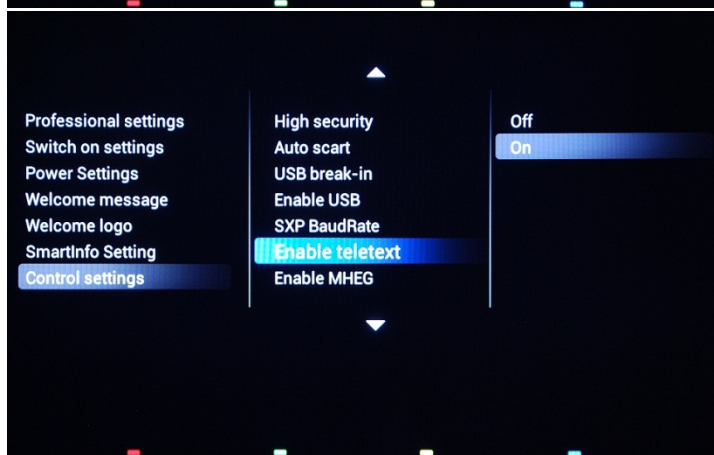 Professional settings
Switch on settings
Power Settings
Welcome message
Welcome logo
SmartInfo Setting
Control settings
High security
Auto scart
USB break-in
Enable USB
SXP BaudRate
Enable teletext
Enable MHEG
Off
On